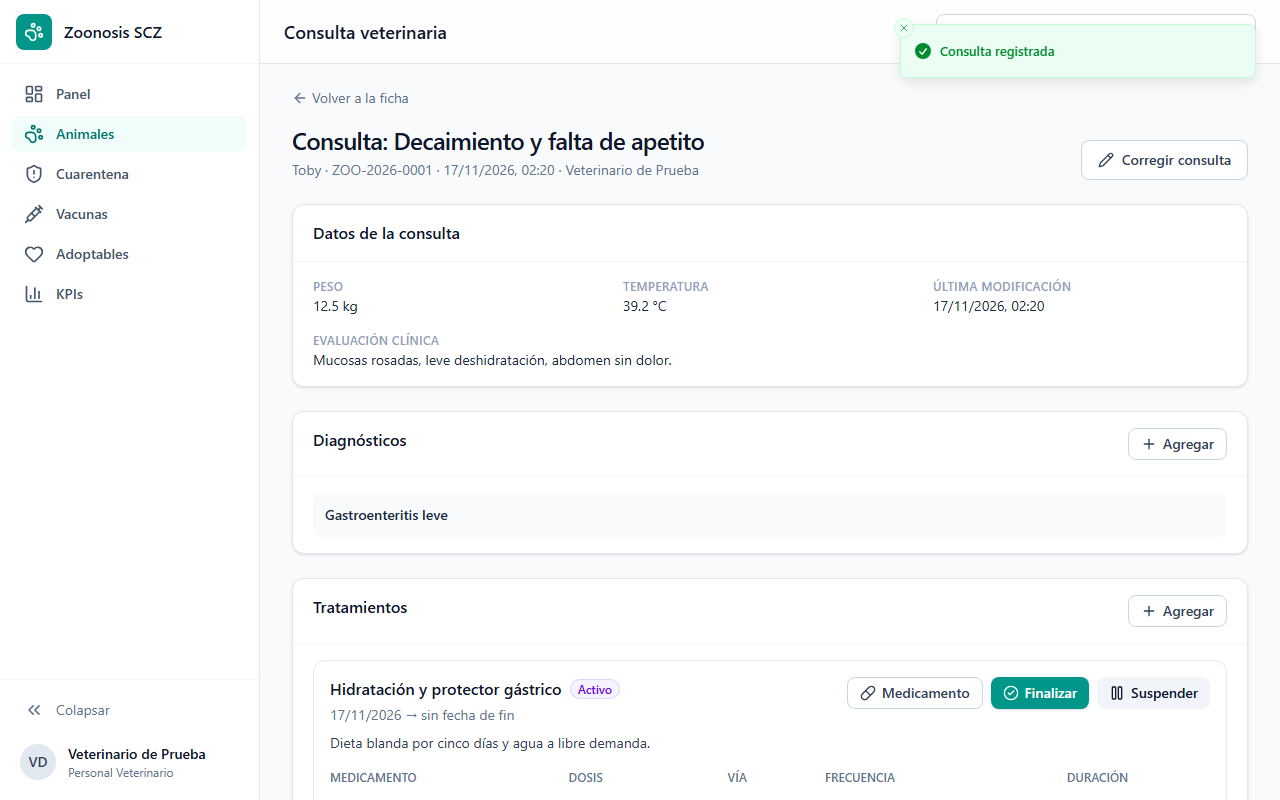 Zoonosis SCZ
Consulta veterinaria
Consulta registrada
Panel
Animales
Cuarentena
Vacunas
Adoptables
KPIs
Colapsar
VD
Veterinario de Prueba
Personal Veterinario
Volver a la ficha
Consulta: Decaimiento y falta de apetito
Toby · ZOO-2026-0001 · 17/11/2026, 02:20 · Veterinario de Prueba
Corregir consulta
Datos de la consulta
PESO TEMPERATURA ÚLTIMA MODIFICACIÓN
12.5 kg 39.2 °C 17/11/2026, 02:20
EVALUACIÓN CLÍNICA
Mucosas rosadas, leve deshidratación, abdomen sin dolor.
Diagnósticos
Agregar
Gastroenteritis leve
Tratamientos
Agregar
Hidratación y protector gástrico Activo
Medicamento Finalizar Suspender
17/11/2026 → sin fecha de fin
Dieta blanda por cinco días y agua a libre demanda.
MEDICAMENTO DOSIS VÍA FRECUENCIA DURACIÓN